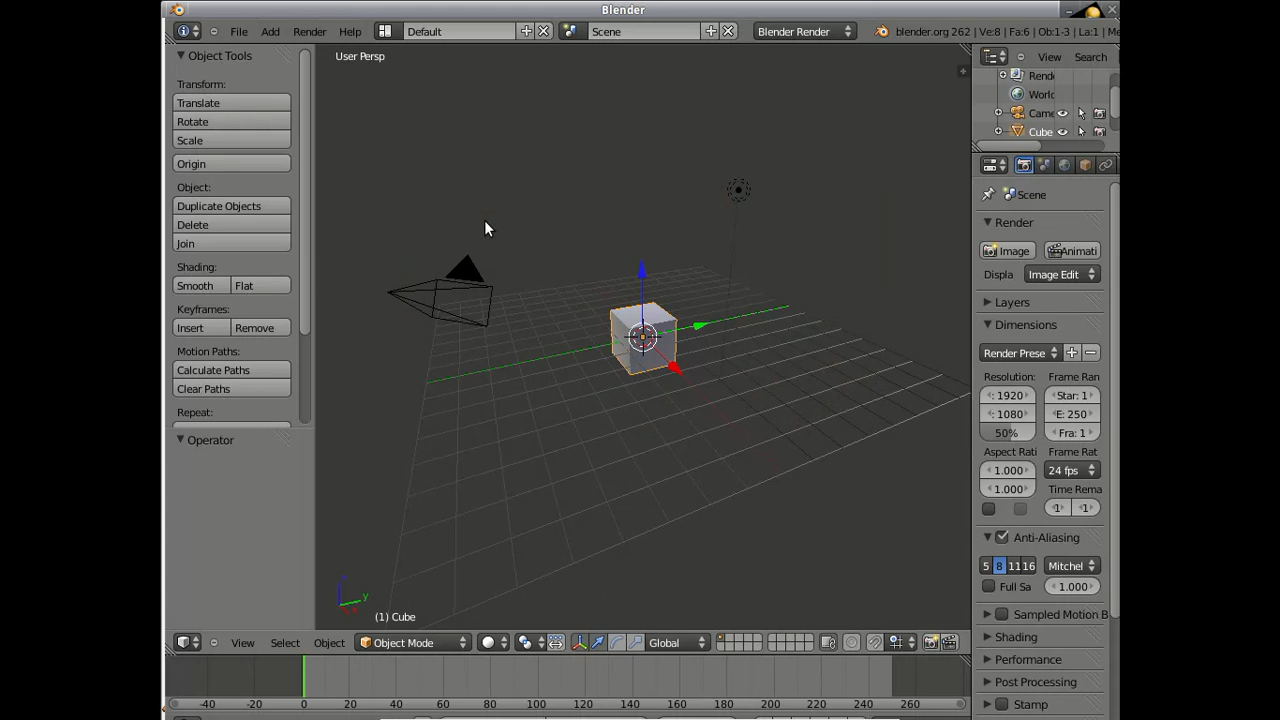 Blender
File Add Render Help Default Scene Blender Render blender.org 262 | Ve:8 | Fa:6 | Ob:1-3 | La:1 | Me
Object Tools
Transform:
Translate
Rotate
Scale
Origin
Object:
Duplicate Objects
Delete
Join
Shading:
Smooth Flat
Keyframes:
Insert Remove
Motion Paths:
Calculate Paths
Clear Paths
Repeat:
Operator
User Persp
y
(1) Cube
View Select Object Object Mode Global
-40 -20 0 20 40 60 80 100 120 140 160 180 200 220 240 260
View Search
Rende
World
Came
Cube
Scene
Render
Image Animati
Displa Image Edit
Layers
Dimensions
Render Prese
Resolution: Frame Ran
: 1920 Star: 1
: 1080 E: 250
50% Fra: 1
Aspect Rati Frame Rat
1.000 24 fps
1.000 Time Rema
1 1
Anti-Aliasing
5 8 11 16 Mitchel
Full Sa 1.000
Sampled Motion B
Shading
Performance
Post Processing
Stamp